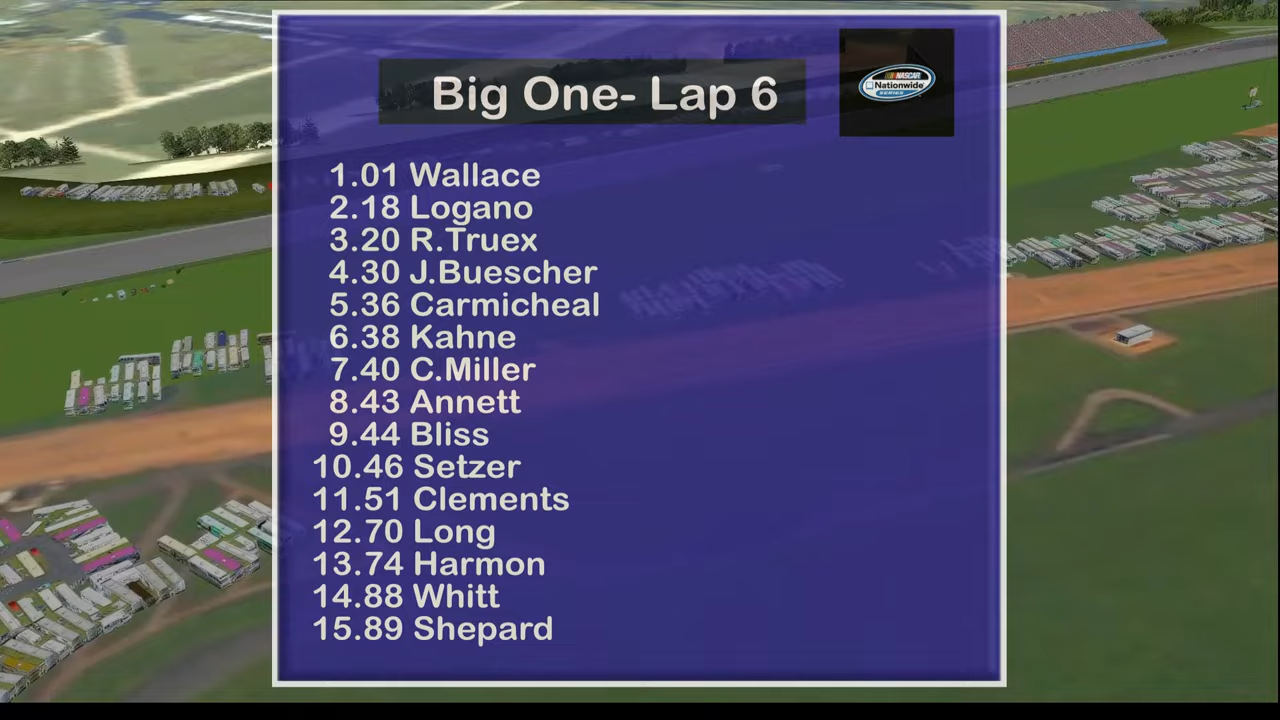 Big One- Lap 6
NASCAR
Nationwide
SERIES
1.01 Wallace
2.18 Logano
3.20 R.Truex
4.30 J.Buescher
5.36 Carmicheal
6.38 Kahne
7.40 C.Miller
8.43 Annett
9.44 Bliss
10.46 Setzer
11.51 Clements
12.70 Long
13.74 Harmon
14.88 Whitt
15.89 Shepard